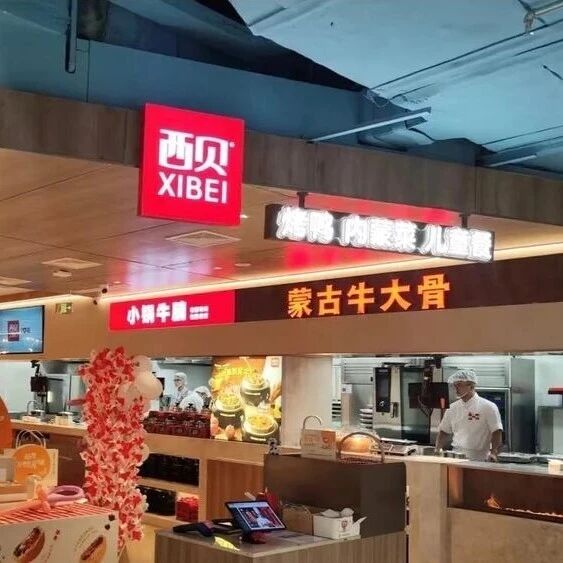 西贝®
XIBEI
烤鸭 内蒙菜 儿童餐
小锅牛腩
蒙古牛大骨